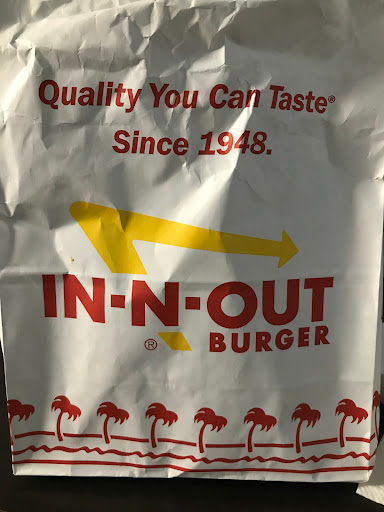 Quality You Can Taste®
Since 1948.
IN-N-OUT
® BURGER